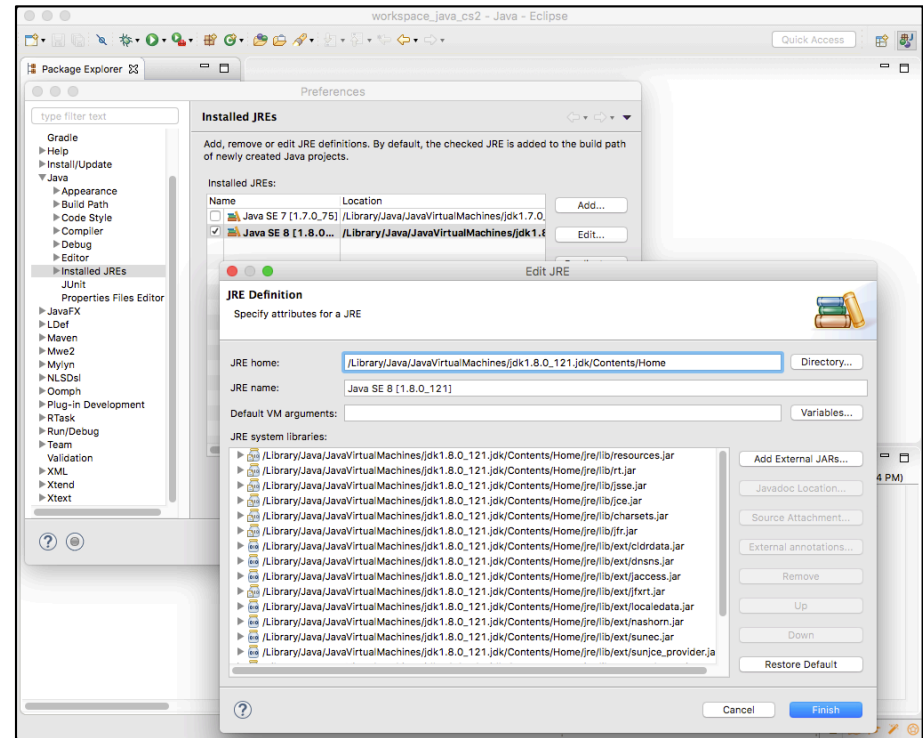 workspace_java_cs2 - Java - Eclipse
Quick Access
Package Explorer
Preferences
type filter text
Gradle
Help
Install/Update
Java
Appearance
Build Path
Code Style
Compiler
Debug
Editor
Installed JREs
JUnit
Properties Files Editor
JavaFX
LDef
Maven
Mwe2
Mylyn
NLSDsl
Oomph
Plug-in Development
RTask
Run/Debug
Team
Validation
XML
Xtend
Xtext
Installed JREs
Add, remove or edit JRE definitions. By default, the checked JRE is added to the build path
of newly created Java projects.
Installed JREs:
Name Location
Java SE 7 [1.7.0_75] /Library/Java/JavaVirtualMachines/jdk1.7.0_
Java SE 8 [1.8.0... /Library/Java/JavaVirtualMachines/jdk1.8
Add...
Edit...
4 PM)
Edit JRE
JRE Definition
Specify attributes for a JRE
JRE home: /Library/Java/JavaVirtualMachines/jdk1.8.0_121.jdk/Contents/Home Directory...
JRE name: Java SE 8 [1.8.0_121]
Default VM arguments: Variables...
JRE system libraries:
/Library/Java/JavaVirtualMachines/jdk1.8.0_121.jdk/Contents/Home/jre/lib/resources.jar
/Library/Java/JavaVirtualMachines/jdk1.8.0_121.jdk/Contents/Home/jre/lib/rt.jar
/Library/Java/JavaVirtualMachines/jdk1.8.0_121.jdk/Contents/Home/jre/lib/jsse.jar
/Library/Java/JavaVirtualMachines/jdk1.8.0_121.jdk/Contents/Home/jre/lib/jce.jar
/Library/Java/JavaVirtualMachines/jdk1.8.0_121.jdk/Contents/Home/jre/lib/charsets.jar
/Library/Java/JavaVirtualMachines/jdk1.8.0_121.jdk/Contents/Home/jre/lib/jfr.jar
/Library/Java/JavaVirtualMachines/jdk1.8.0_121.jdk/Contents/Home/jre/lib/ext/cldrdata.jar
/Library/Java/JavaVirtualMachines/jdk1.8.0_121.jdk/Contents/Home/jre/lib/ext/dnsns.jar
/Library/Java/JavaVirtualMachines/jdk1.8.0_121.jdk/Contents/Home/jre/lib/ext/jaccess.jar
/Library/Java/JavaVirtualMachines/jdk1.8.0_121.jdk/Contents/Home/jre/lib/ext/jfxrt.jar
/Library/Java/JavaVirtualMachines/jdk1.8.0_121.jdk/Contents/Home/jre/lib/ext/localedata.jar
/Library/Java/JavaVirtualMachines/jdk1.8.0_121.jdk/Contents/Home/jre/lib/ext/nashorn.jar
/Library/Java/JavaVirtualMachines/jdk1.8.0_121.jdk/Contents/Home/jre/lib/ext/sunec.jar
/Library/Java/JavaVirtualMachines/jdk1.8.0_121.jdk/Contents/Home/jre/lib/ext/sunjce_provider.ja
Add External JARs...
Javadoc Location...
Source Attachment...
External annotations...
Remove
Up
Down
Restore Default
Cancel
Finish